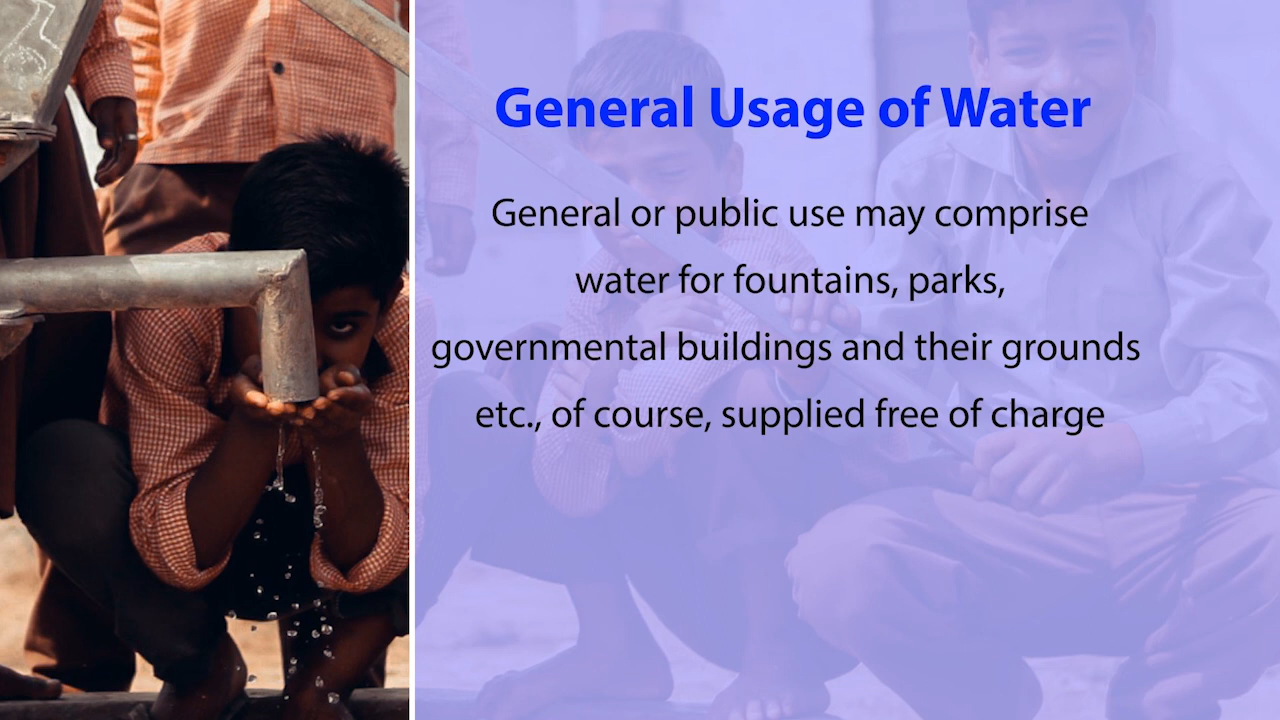 General Usage of Water
General or public use may comprise
water for fountains, parks,
governmental buildings and their grounds
etc., of course, supplied free of charge